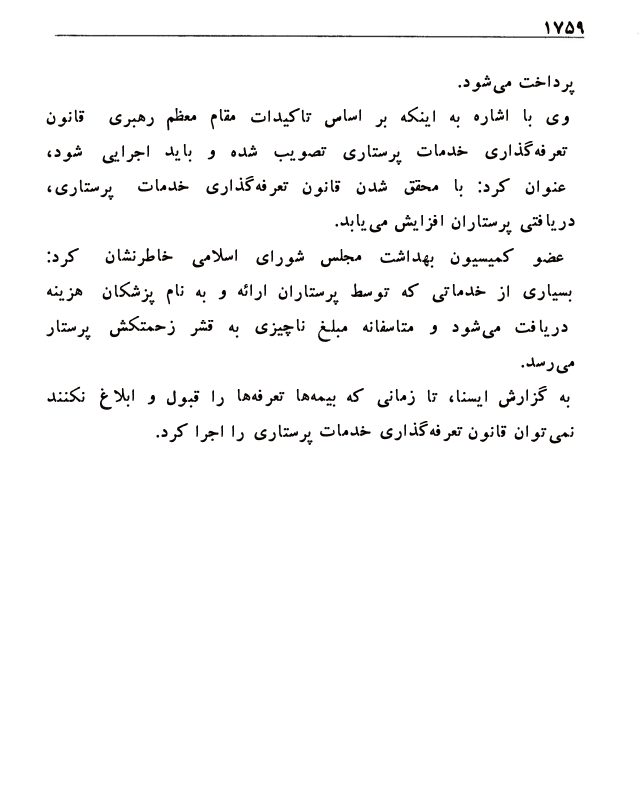 ۱۷۵۹
پرداخت می‌شود.
وی با اشاره به اینکه بر اساس تاکیدات مقام معظم رهبری قانون
تعرفه‌گذاری خدمات پرستاری تصویب شده و باید اجرایی شود،
عنوان کرد: با محقق شدن قانون تعرفه‌گذاری خدمات پرستاری،
دریافتی پرستاران افزایش می‌یابد.
عضو کمیسیون بهداشت مجلس شورای اسلامی خاطرنشان کرد:
بسیاری از خدماتی که توسط پرستاران ارائه و به نام پزشکان هزینه
دریافت می‌شود و متاسفانه مبلغ ناچیزی به قشر زحمتکش پرستار
می‌رسد.
به گزارش ایسنا، تا زمانی که بیمه‌ها تعرفه‌ها را قبول و ابلاغ نکنند
نمی‌توان قانون تعرفه‌گذاری خدمات پرستاری را اجرا کرد.